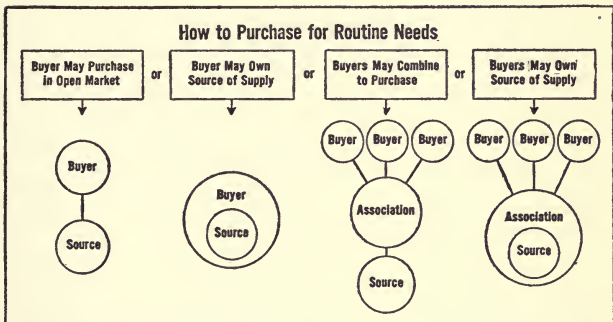 How to Purchase for Routine Needs
Buyer May Purchase
in Open Market
or
Buyer May Own
Source of Supply
or
Buyers May Combine
to Purchase
or
Buyers May Own
Source of Supply
Buyer
Source
Buyer
Source
Buyer
Buyer
Buyer
Association
Source
Buyer
Buyer
Buyer
Association
Source